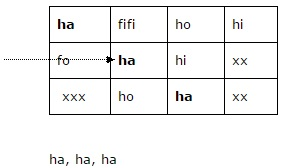 ha fifi ho hi
fo ha hi xx
xxx ho ha xx
ha, ha, ha